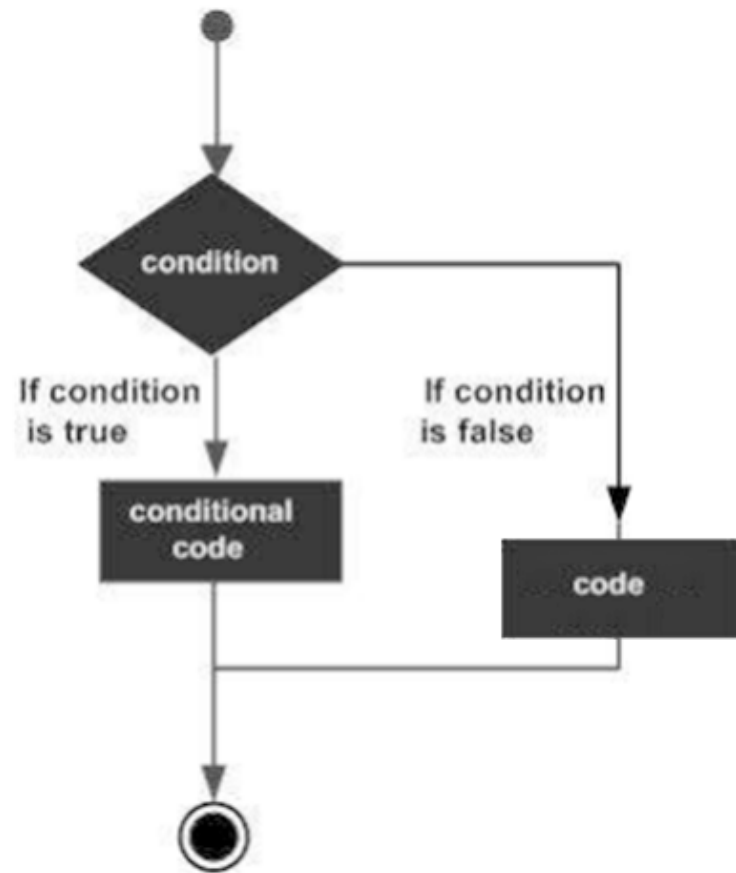 condition
If condition
is true
If condition
is false
conditional
code
code